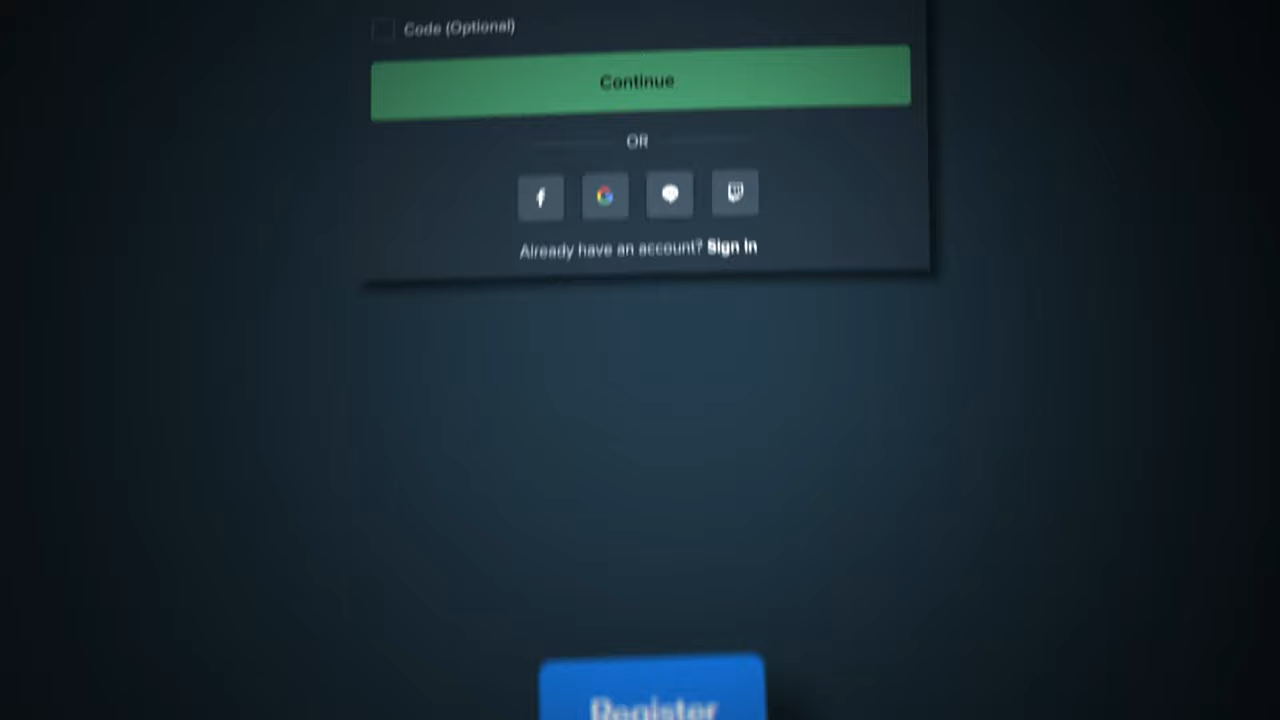 Code (Optional)
Continue
OR
Already have an account? Sign in
Register